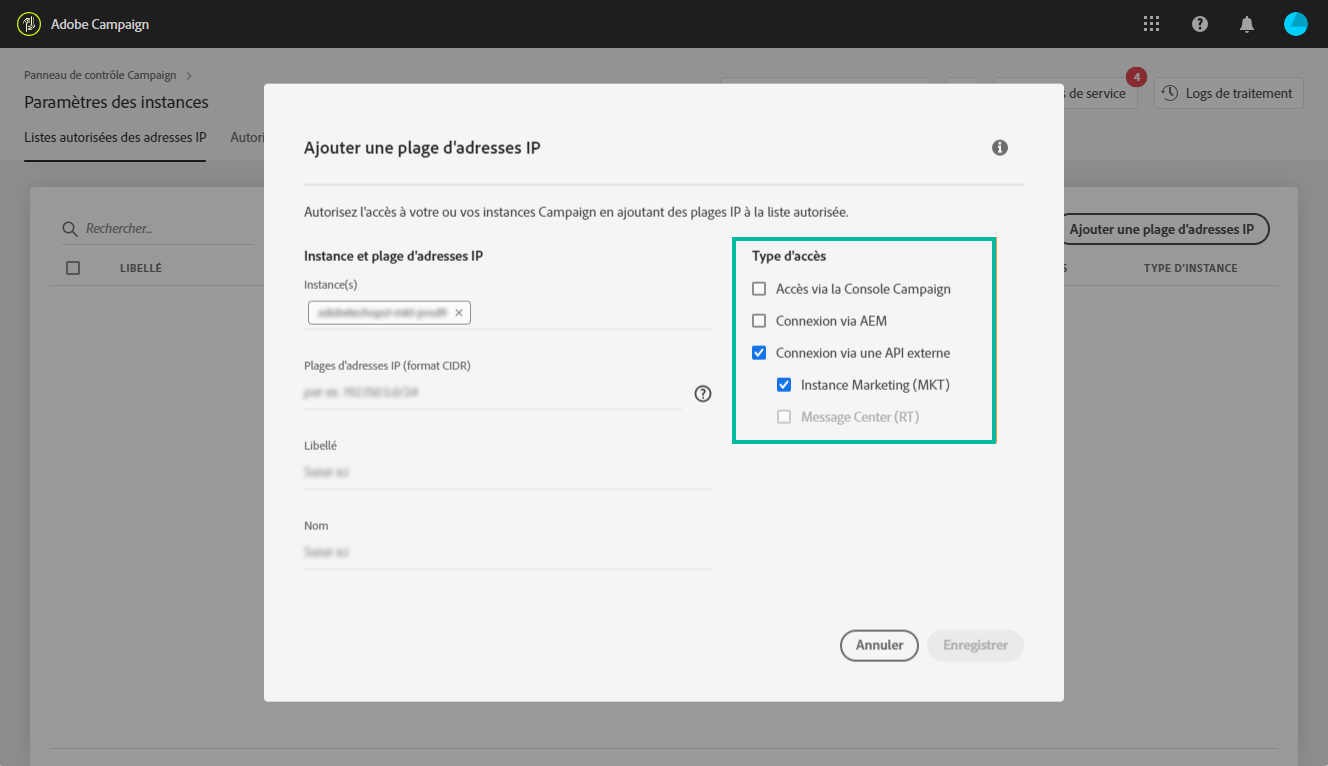 Adobe Campaign
Panneau de contrôle Campaign
Paramètres des instances
4
de service
Logs de traitement
Listes autorisées des adresses IP
Autori
Rechercher...
Ajouter une plage d'adresses IP
LIBELLÉ
S
TYPE D'INSTANCE
Ajouter une plage d'adresses IP
Autorisez l'accès à votre ou vos instances Campaign en ajoutant des plages IP à la liste autorisée.
Instance et plage d'adresses IP
Instance(s)
Plages d'adresses IP (format CIDR)
Libellé
Nom
Type d'accès
Accès via la Console Campaign
Connexion via AEM
Connexion via une API externe
Instance Marketing (MKT)
Message Center (RT)
Annuler
Enregistrer